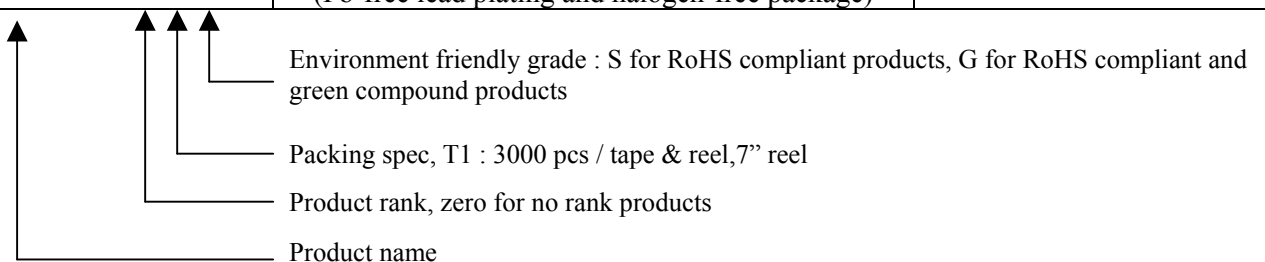 (Pb-free lead plating and halogen-free package)
Environment friendly grade : S for RoHS compliant products, G for RoHS compliant and
green compound products
Packing spec, T1 : 3000 pcs / tape & reel,7” reel
Product rank, zero for no rank products
Product name